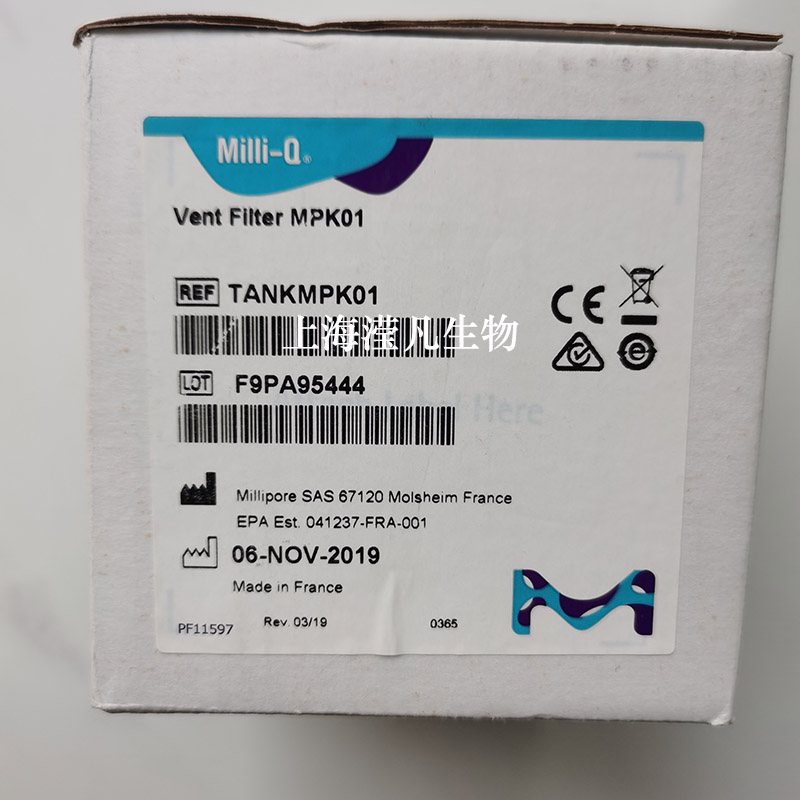 Milli-Q®
Vent Filter MPK01
REF TANKMPK01
上海滢凡生物
LOT F9PA95444
Label Here
Millipore SAS 67120 Molsheim France
EPA Est. 041237-FRA-001
06-NOV-2019
Made in France
PF11597 Rev. 03/19 0365